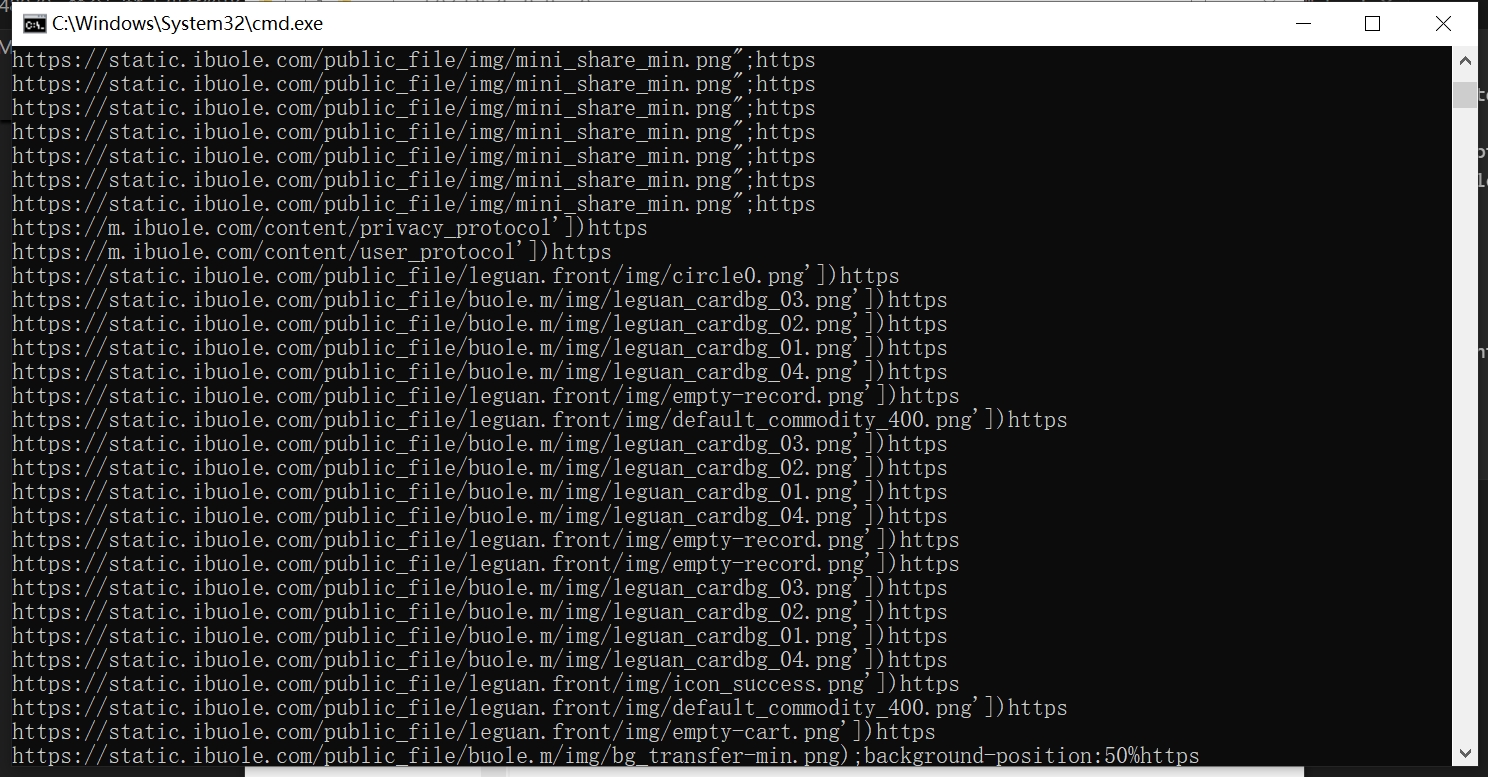 C:\Windows\System32\cmd.exe
https://static.ibuole.com/public_file/img/mini_share_min.png";https
https://static.ibuole.com/public_file/img/mini_share_min.png";https
https://static.ibuole.com/public_file/img/mini_share_min.png";https
https://static.ibuole.com/public_file/img/mini_share_min.png";https
https://static.ibuole.com/public_file/img/mini_share_min.png";https
https://static.ibuole.com/public_file/img/mini_share_min.png";https
https://static.ibuole.com/public_file/img/mini_share_min.png";https
https://m.ibuole.com/content/privacy_protocol'])https
https://m.ibuole.com/content/user_protocol'])https
https://static.ibuole.com/public_file/leguan.front/img/circle0.png'])https
https://static.ibuole.com/public_file/buole.m/img/leguan_cardbg_03.png'])https
https://static.ibuole.com/public_file/buole.m/img/leguan_cardbg_02.png'])https
https://static.ibuole.com/public_file/buole.m/img/leguan_cardbg_01.png'])https
https://static.ibuole.com/public_file/buole.m/img/leguan_cardbg_04.png'])https
https://static.ibuole.com/public_file/leguan.front/img/empty-record.png'])https
https://static.ibuole.com/public_file/leguan.front/img/default_commodity_400.png'])https
https://static.ibuole.com/public_file/buole.m/img/leguan_cardbg_03.png'])https
https://static.ibuole.com/public_file/buole.m/img/leguan_cardbg_02.png'])https
https://static.ibuole.com/public_file/buole.m/img/leguan_cardbg_01.png'])https
https://static.ibuole.com/public_file/buole.m/img/leguan_cardbg_04.png'])https
https://static.ibuole.com/public_file/leguan.front/img/empty-record.png'])https
https://static.ibuole.com/public_file/leguan.front/img/empty-record.png'])https
https://static.ibuole.com/public_file/buole.m/img/leguan_cardbg_03.png'])https
https://static.ibuole.com/public_file/buole.m/img/leguan_cardbg_02.png'])https
https://static.ibuole.com/public_file/buole.m/img/leguan_cardbg_01.png'])https
https://static.ibuole.com/public_file/buole.m/img/leguan_cardbg_04.png'])https
https://static.ibuole.com/public_file/leguan.front/img/icon_success.png'])https
https://static.ibuole.com/public_file/leguan.front/img/default_commodity_400.png'])https
https://static.ibuole.com/public_file/leguan.front/img/empty-cart.png'])https
https://static.ibuole.com/public_file/buole.m/img/bg_transfer-min.png);background-position:50%https